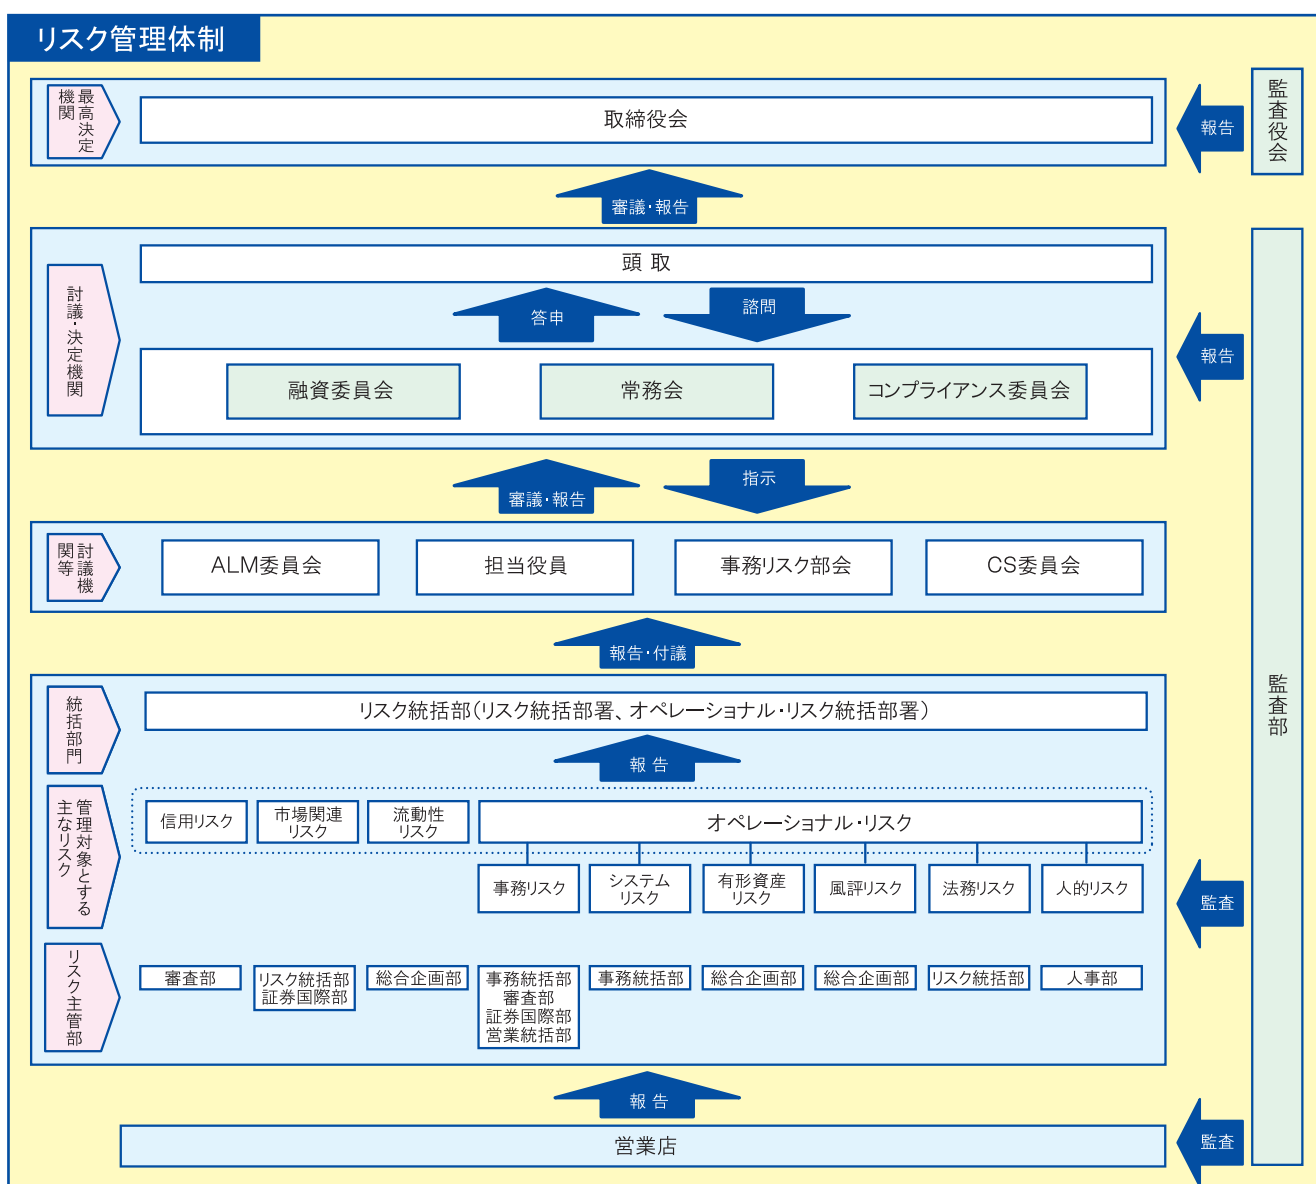 リスク管理体制
最高決定
機関
取締役会
報告
監査役会
審議・報告
討議・決定機関
頭 取
答申
諮問
報告
融資委員会
常務会
コンプライアンス委員会
審議・報告
指示
討議機
関等
ALM委員会
担当役員
事務リスク部会
CS委員会
報告・付議
監査部
統括部門
リスク統括部(リスク統括部署、オペレーショナル・リスク統括部署)
報 告
管理対象とする
主なリスク
信用リスク
市場関連
リスク
流動性
リスク
オペレーショナル・リスク
事務リスク
システム
リスク
有形資産
リスク
風評リスク
法務リスク
人的リスク
監査
リスク主管部
審査部
リスク統括部
証券国際部
総合企画部
事務統括部
審査部
証券国際部
営業統括部
事務統括部
総合企画部
総合企画部
リスク統括部
人事部
報 告
営業店
監査